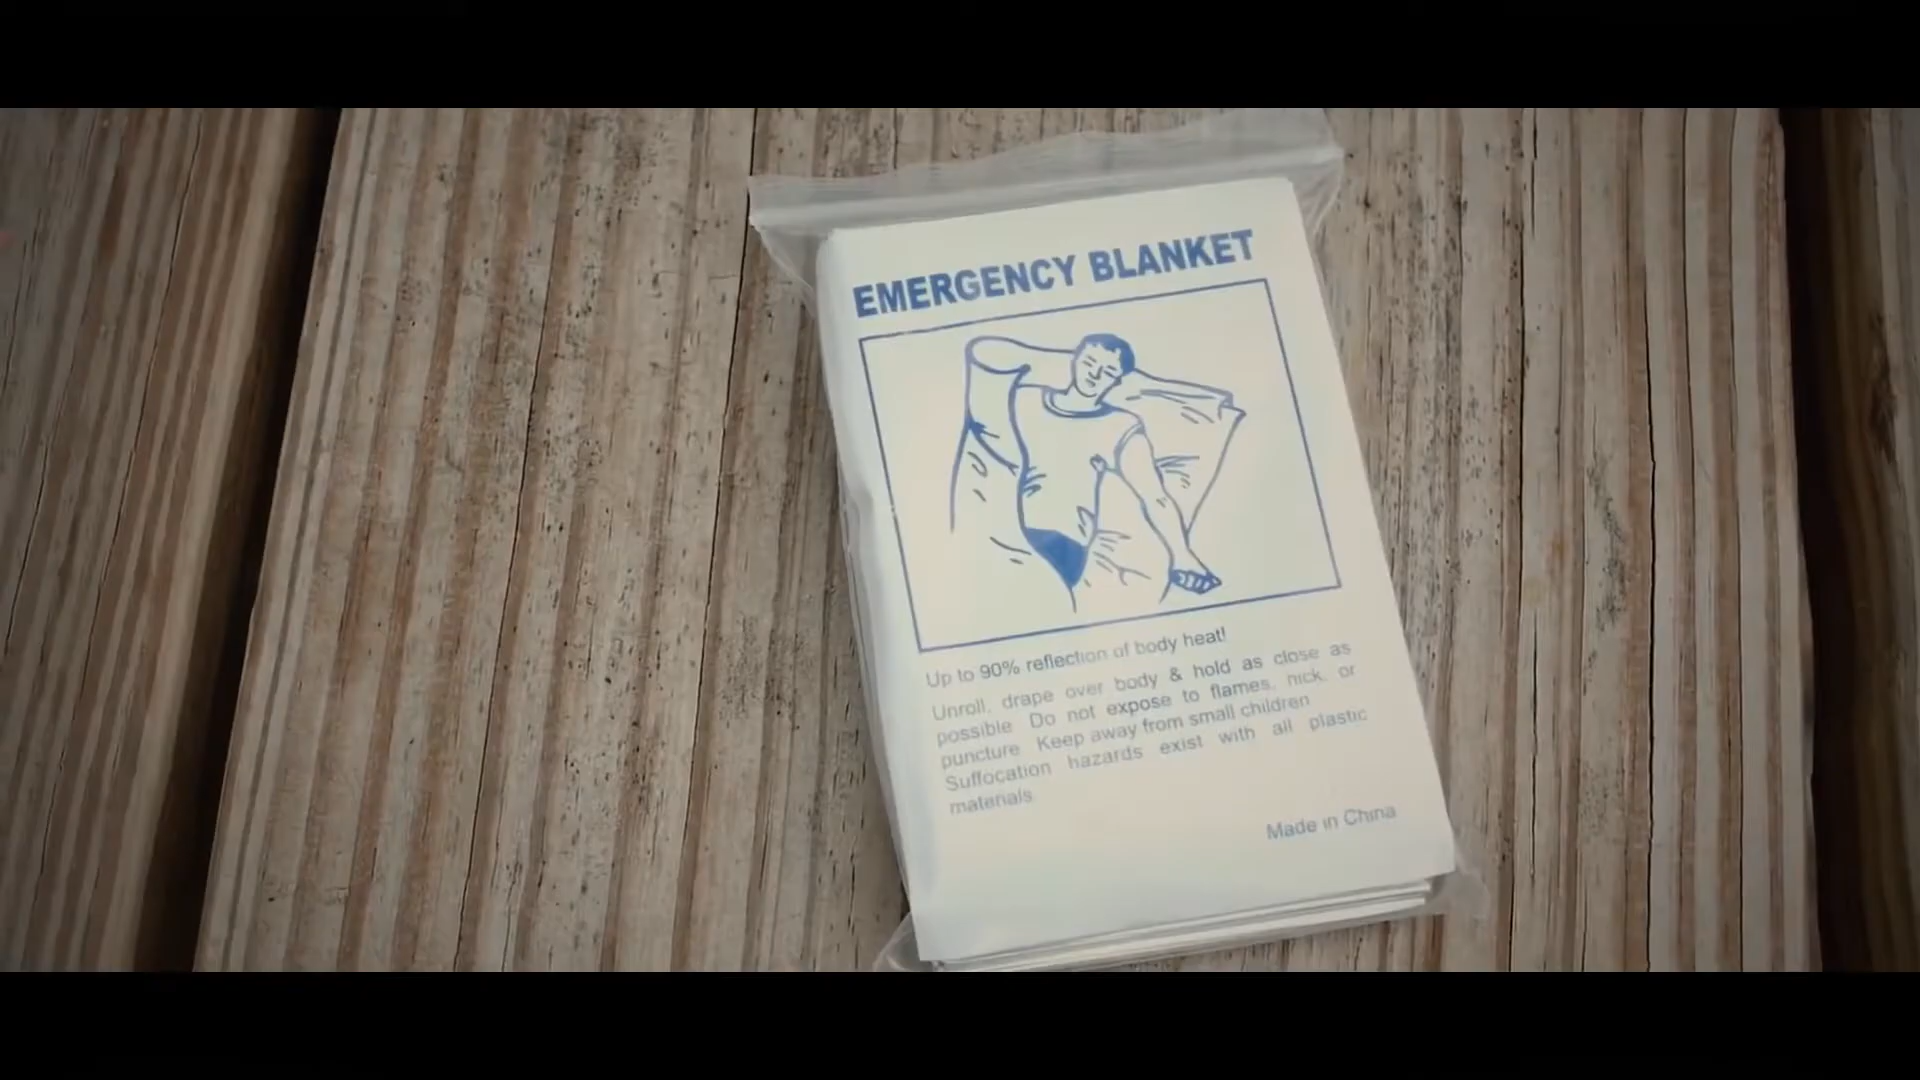 EMERGENCY BLANKET
Up to 90% reflection of body heat!
Unroll, drape over body & hold as close as
possible Do not expose to flames, nick, or
puncture Keep away from small children
Suffocation hazards exist with all plastic
materials.
Made in China